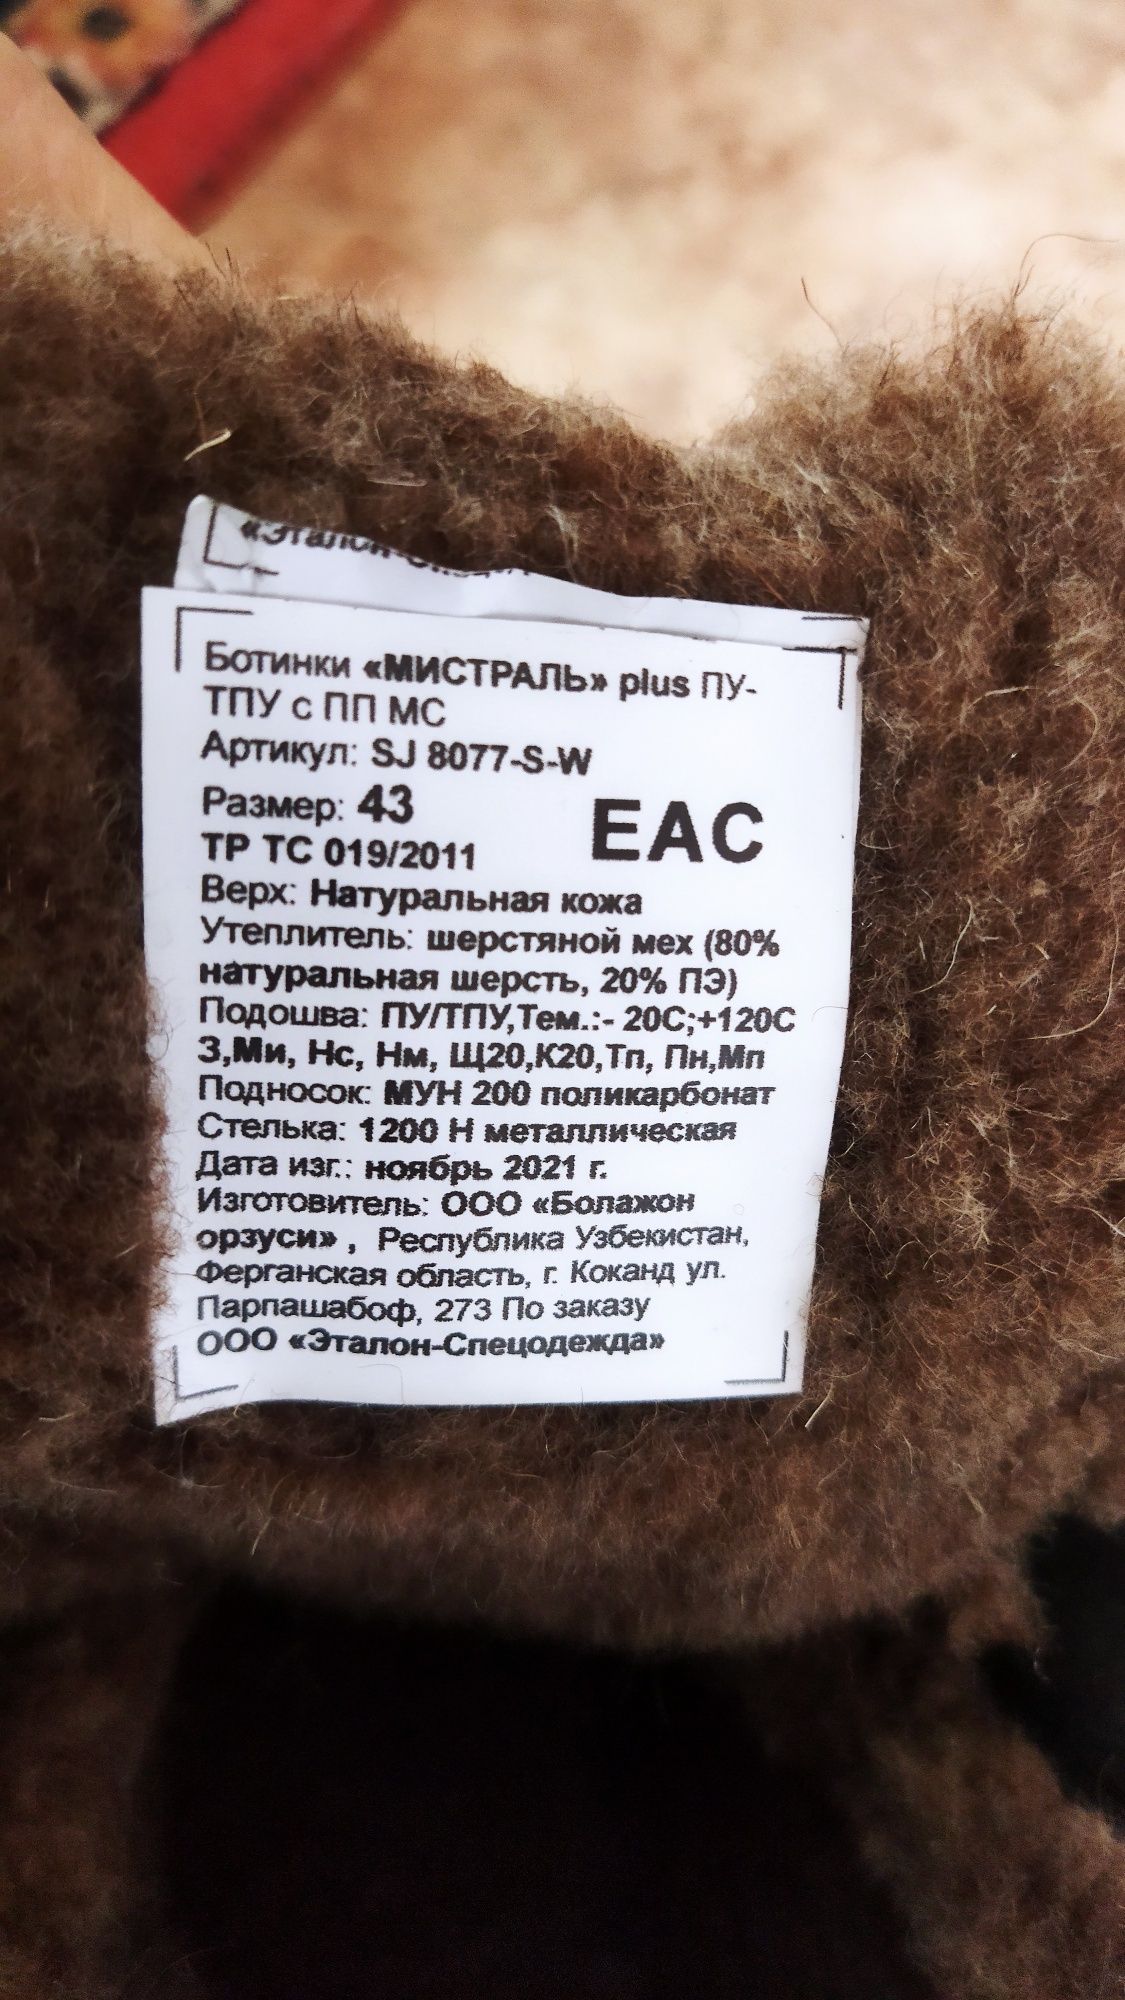 «Эталон-Спецод
Ботинки «МИСТРАЛЬ» plus ПУ-
ТПУ с ПП МС
Артикул: SJ 8077-S-W
Размер: 43
EAC
ТР ТС 019/2011
Верх: Натуральная кожа
Утеплитель: шерстяной мех (80%
натуральная шерсть, 20% ПЭ)
Подошва: ПУ/ТПУ,Тем.:- 20С;+120С
З,Ми, Нс, Нм, Щ20,К20,Тп, Пн,Мп
Подносок: МУН 200 поликарбонат
Стелька: 1200 Н металлическая
Дата изг.: ноябрь 2021 г.
Изготовитель: ООО «Болажон
орзуси» , Республика Узбекистан,
Ферганская область, г. Коканд ул.
Парпашабоф, 273 По заказу
ООО «Эталон-Спецодежда»